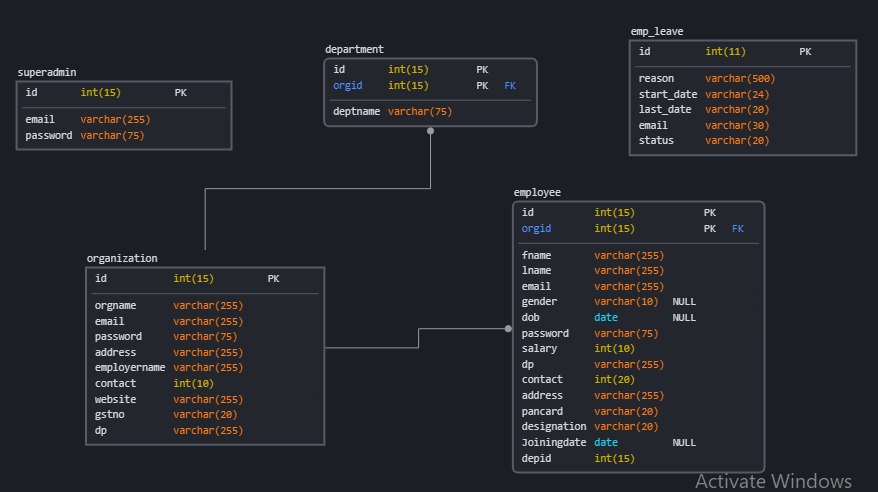 superadmin
id int(15) PK
email varchar(255)
password varchar(75)
department
id int(15) PK
orgid int(15) PK FK
deptname varchar(75)
emp_leave
id int(11) PK
reason varchar(500)
start_date varchar(24)
last_date varchar(20)
email varchar(30)
status varchar(20)
organization
id int(15) PK
orgname varchar(255)
email varchar(255)
password varchar(75)
address varchar(255)
employername varchar(255)
contact int(10)
website varchar(255)
gstno varchar(20)
dp varchar(255)
employee
id int(15) PK
orgid int(15) PK FK
fname varchar(255)
lname varchar(255)
email varchar(255)
gender varchar(10) NULL
dob date NULL
password varchar(75)
salary int(10)
dp varchar(255)
contact int(20)
address varchar(255)
pancard varchar(20)
designation varchar(20)
Joiningdate date NULL
depid int(15)
Activate Windows